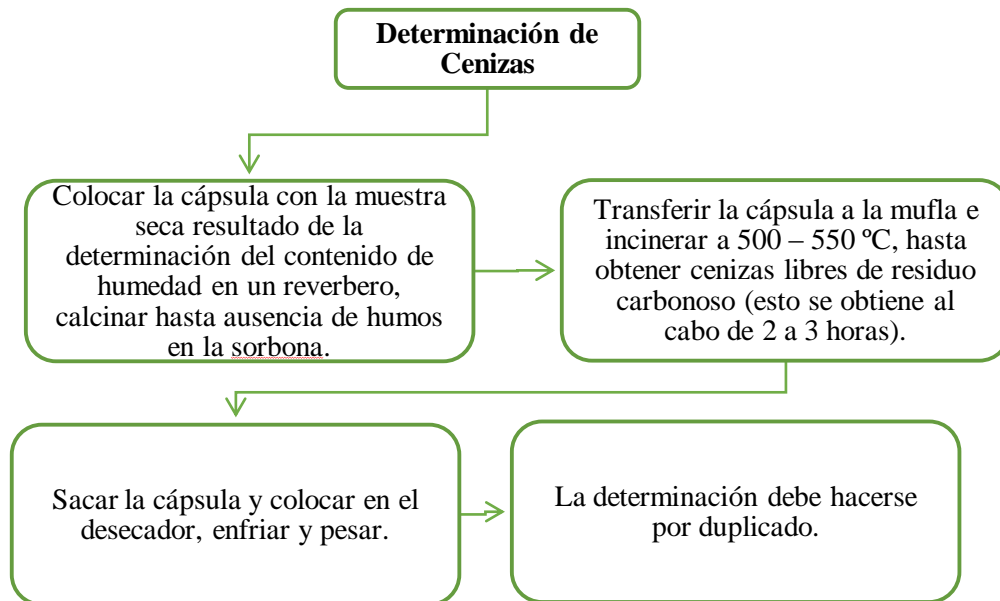 Determinación de
Cenizas
Colocar la cápsula con la muestra
seca resultado de la
determinación del contenido de
humedad en un reverbero,
calcinar hasta ausencia de humos
en la sorbona.
Transferir la cápsula a la mufla e
incinerar a 500 – 550 ºC, hasta
obtener cenizas libres de residuo
carbonoso (esto se obtiene al
cabo de 2 a 3 horas).
Sacar la cápsula y colocar en el
desecador, enfriar y pesar.
La determinación debe hacerse
por duplicado.